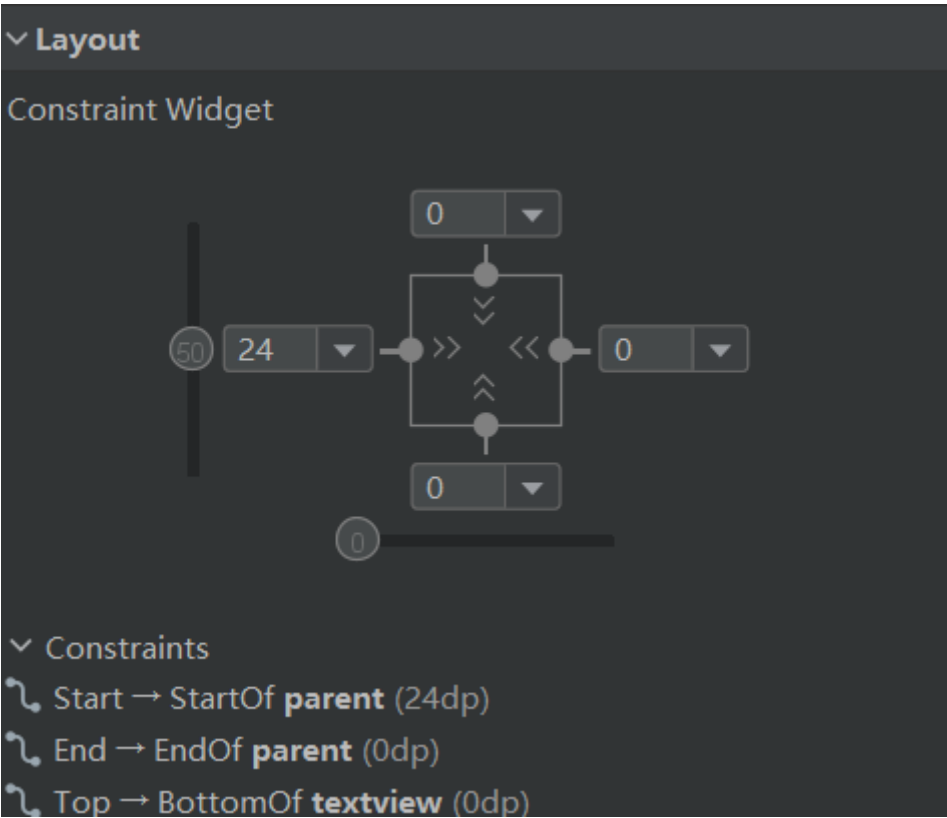 Layout
Constraint Widget
0
50 24 0
0
0
Constraints
Start → StartOf parent (24dp)
End → EndOf parent (0dp)
Top → BottomOf textview (0dp)